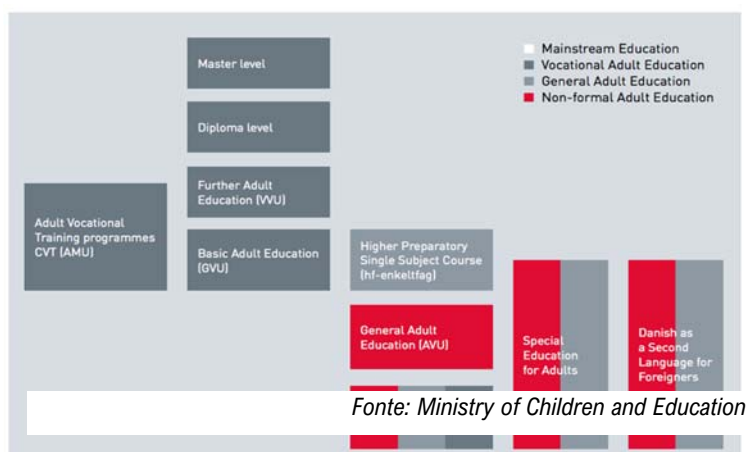 Master level
Diploma level
Further Adult
Education (VVU)
Basic Adult Education
(GVU)
Adult Vocational
Training programmes
CVT (AMU)
Mainstream Education
Vocational Adult Education
General Adult Education
Non-formal Adult Education
Higher Preparatory
Single Subject Course
(hf-enkeltfag)
General Adult
Education (AVU)
Special
Education
for Adults
Danish as
a Second
Language for
Foreigners
Fonte: Ministry of Children and Education